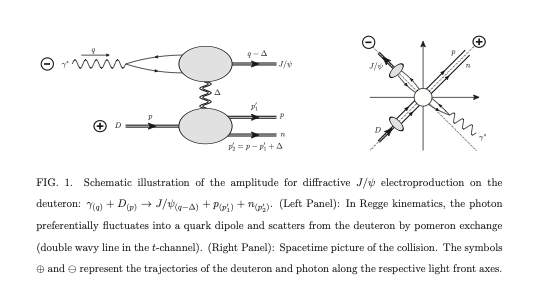 ⊖ γ* q q − Δ J/ψ
Δ
⊕ D p p′₁ p
n
p′₂ = p − p′₁ + Δ
⊖ ⊕
J/ψ p n
D γ*
FIG. 1. Schematic illustration of the amplitude for diffractive J/ψ electroproduction on the
deuteron: γ(q) + D(p) → J/ψ(q−Δ) + p(p′₁) + n(p′₂). (Left Panel): In Regge kinematics, the photon
preferentially fluctuates into a quark dipole and scatters from the deuteron by pomeron exchange
(double wavy line in the t-channel). (Right Panel): Spacetime picture of the collision. The symbols
⊕ and ⊖ represent the trajectories of the deuteron and photon along the respective light front axes.